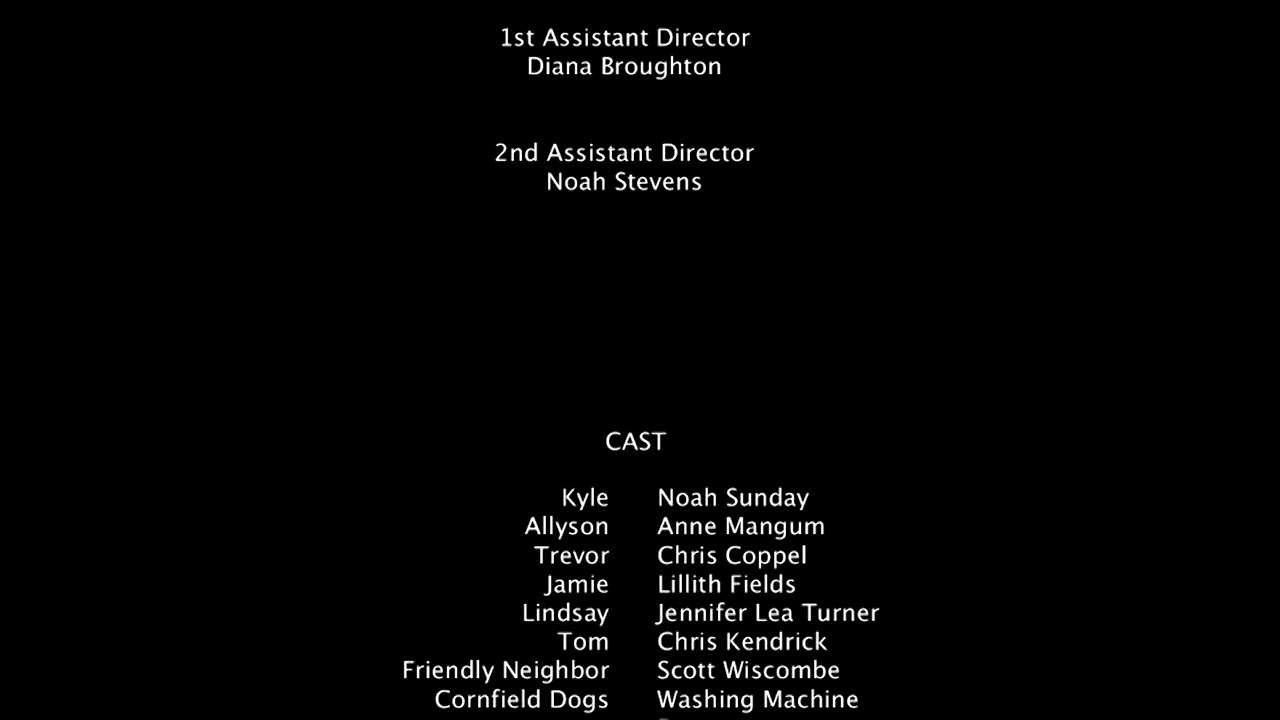 1st Assistant Director
Diana Broughton
2nd Assistant Director
Noah Stevens
CAST
Kyle Noah Sunday
Allyson Anne Mangum
Trevor Chris Coppel
Jamie Lillith Fields
Lindsay Jennifer Lea Turner
Tom Chris Kendrick
Friendly Neighbor Scott Wiscombe
Cornfield Dogs Washing Machine